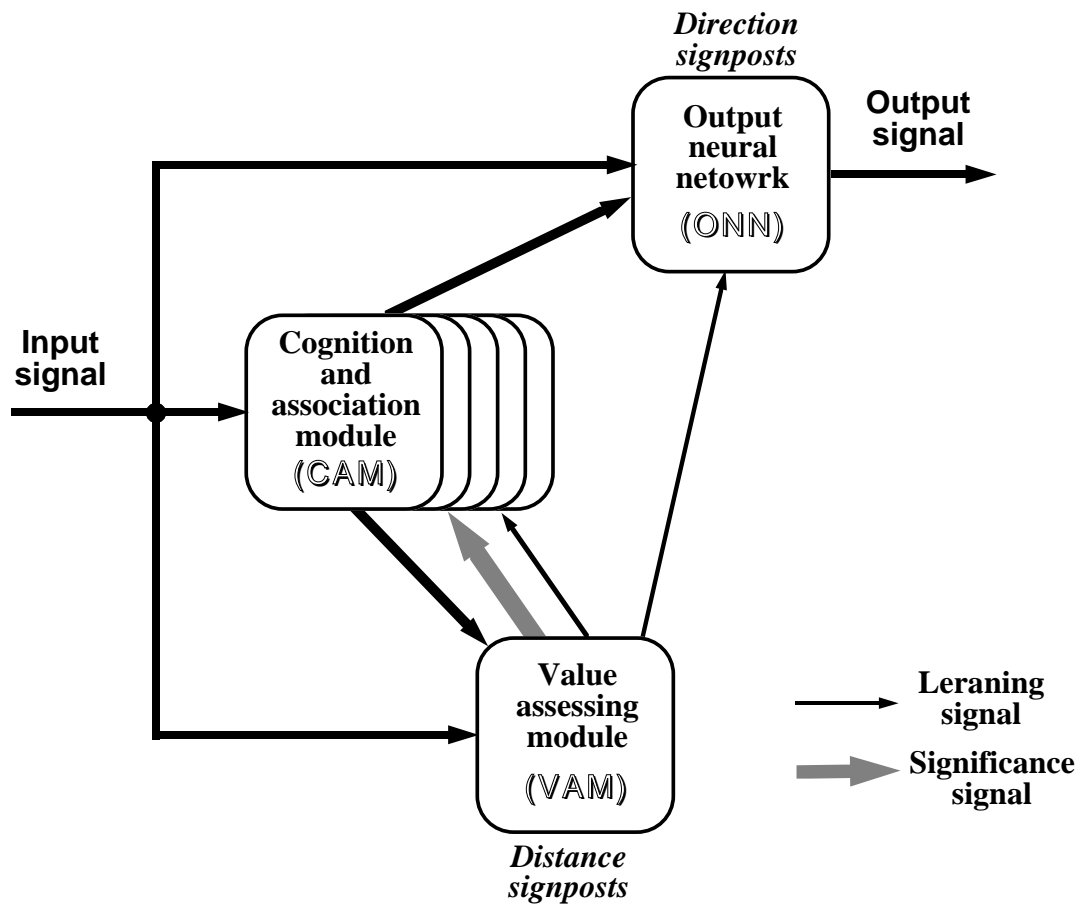 Direction
signposts
Output
neural
netowrk
(ONN)
Output
signal
Input
signal
Cognition
and
association
module
(CAM)
Value
assessing
module
(VAM)
Distance
signposts
Leraning
signal
Significance
signal